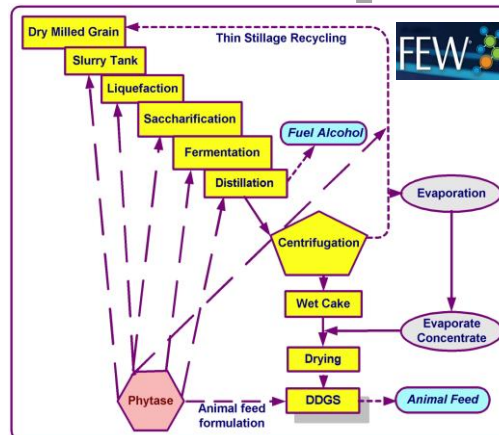 Dry Milled Grain
Thin Stillage Recycling
FEW
Slurry Tank
Liquefaction
Saccharification
Fuel Alcohol
Fermentation
Distillation
Evaporation
Centrifugation
Wet Cake
Evaporate
Concentrate
Drying
Phytase
Animal feed
formulation
DDGS
Animal Feed